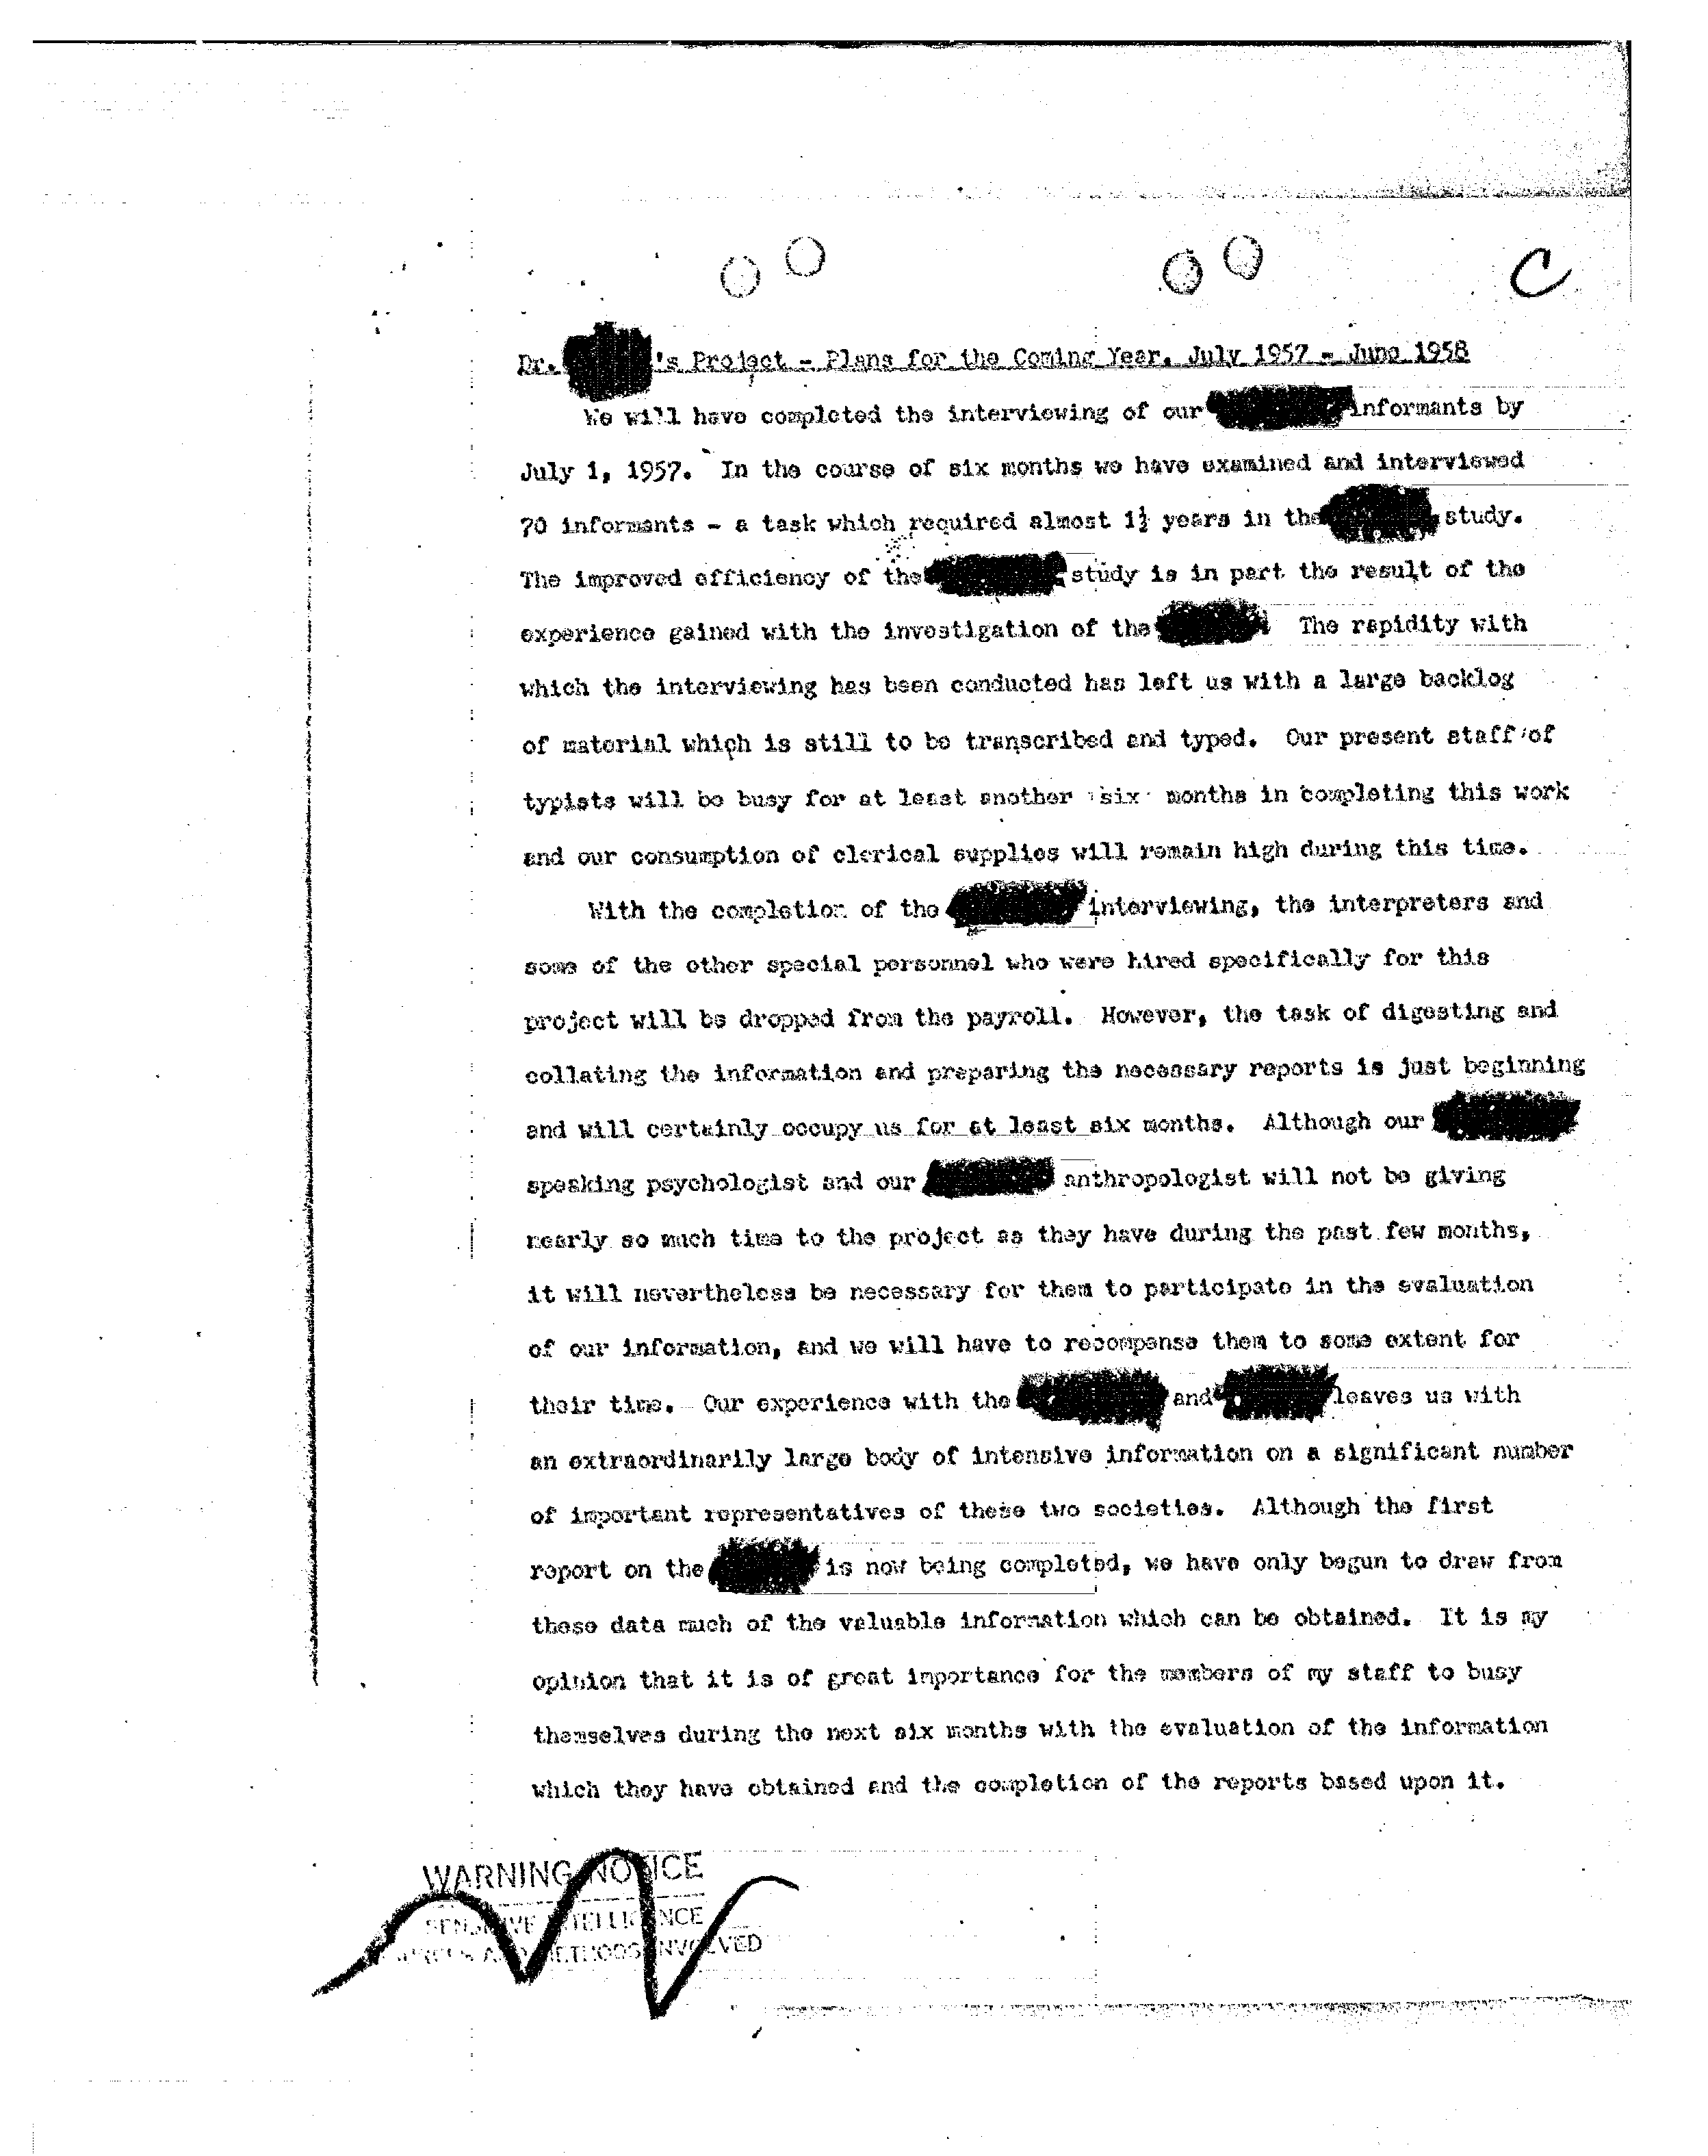 C
Dr. 's Project - Plans for the Coming Year, July 1957 - June 1958
We will have completed the interviewing of our informants by
July 1, 1957. In the course of six months we have examined and interviewed
70 informants - a task which required almost 1½ years in the study.
The improved efficiency of the study is in part the result of the
experience gained with the investigation of the The rapidity with
which the interviewing has been conducted has left us with a large backlog
of material which is still to be transcribed and typed. Our present staff of
typists will be busy for at least another six months in completing this work
and our consumption of clerical supplies will remain high during this time.
With the completion of the interviewing, the interpreters and
some of the other special personnel who were hired specifically for this
project will be dropped from the payroll. However, the task of digesting and
collating the information and preparing the necessary reports is just beginning
and will certainly occupy us for at least six months. Although our
speaking psychologist and our anthropologist will not be giving
nearly so much time to the project as they have during the past few months,
it will nevertheless be necessary for them to participate in the evaluation
of our information, and we will have to recompense them to some extent for
their time. Our experience with the and leaves us with
an extraordinarily large body of intensive information on a significant number
of important representatives of these two societies. Although the first
report on the is now being completed, we have only begun to draw from
these data much of the valuable information which can be obtained. It is my
opinion that it is of great importance for the members of my staff to busy
themselves during the next six months with the evaluation of the information
which they have obtained and the completion of the reports based upon it.
WARNING NOTICE
SENSITIVE INTELLIGENCE
SOURCES AND METHODS INVOLVED